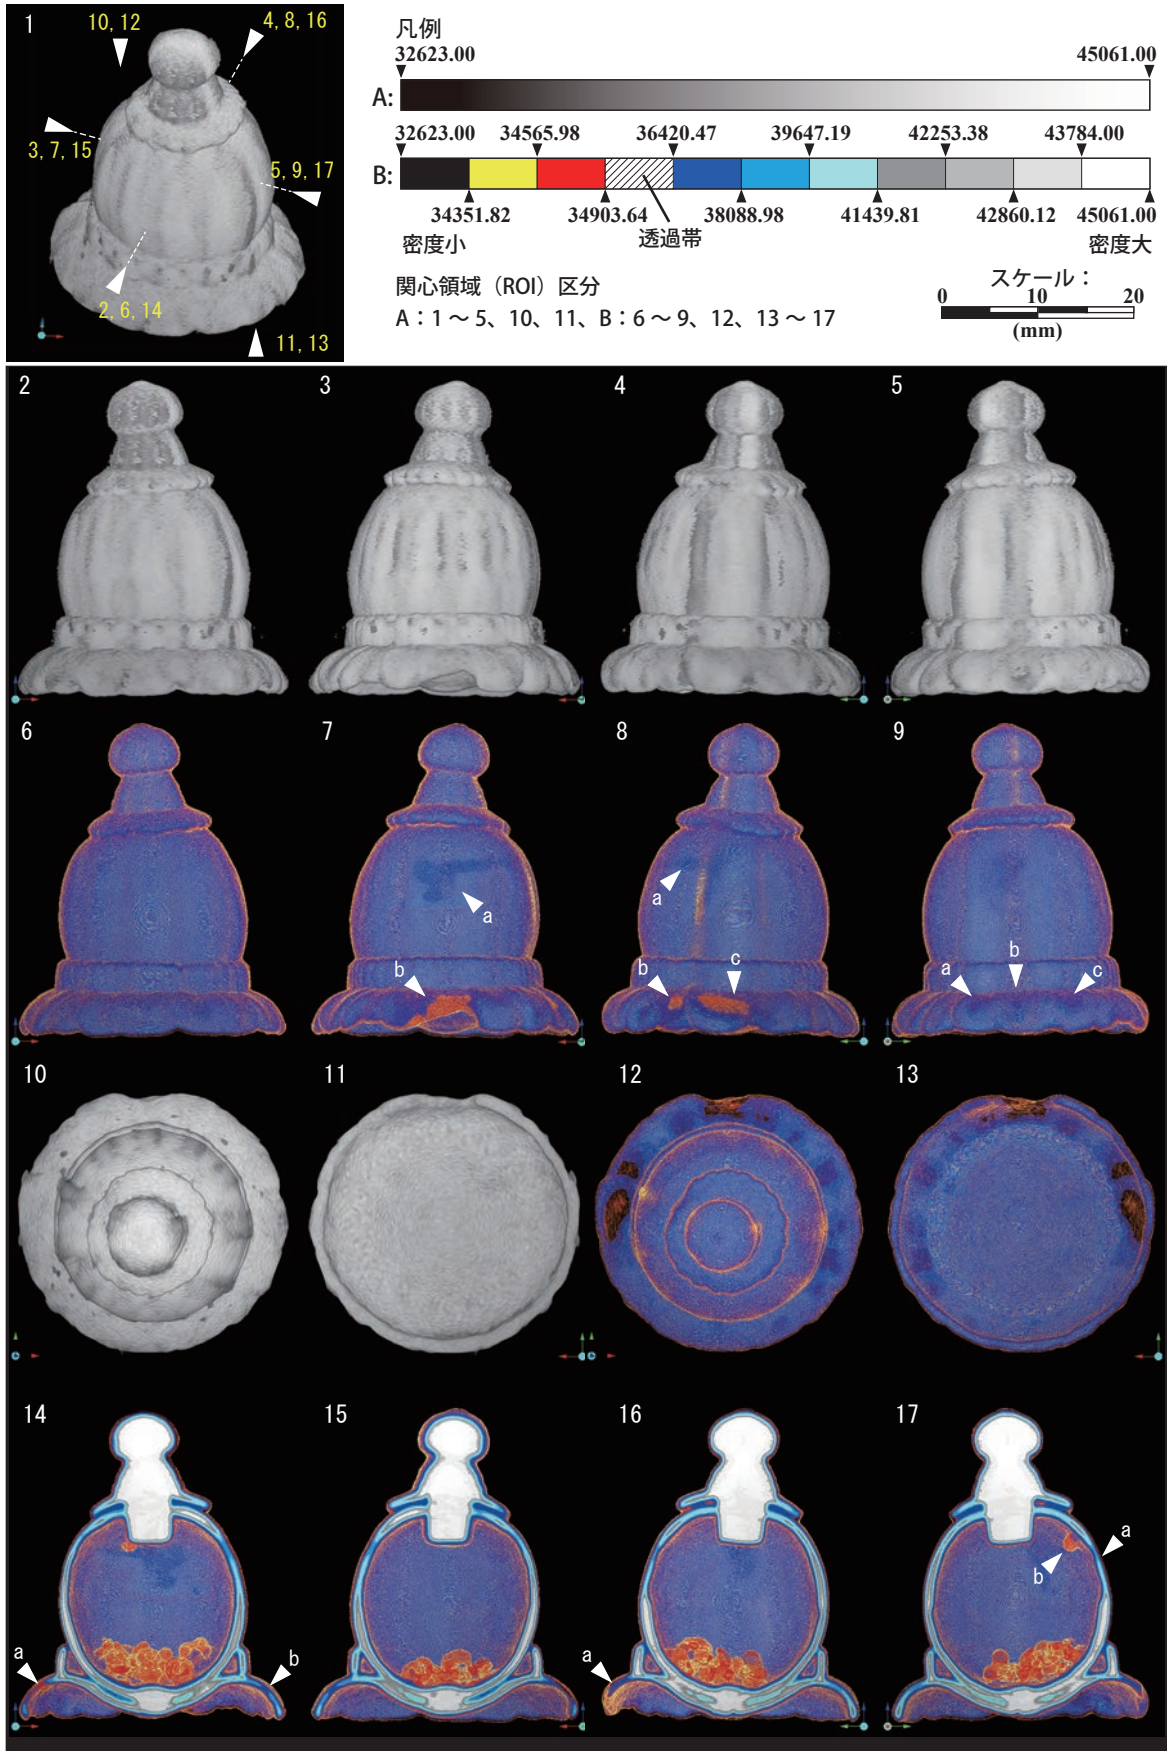 1
10, 12
4, 8, 16
3, 7, 15
5, 9, 17
2, 6, 14
11, 13
凡例
32623.00 45061.00
A:
32623.00 34565.98 36420.47 39647.19 42253.38 43784.00
B:
34351.82 34903.64 38088.98 41439.81 42860.12 45061.00
密度小 透過帯 密度大
関心領域（ROI）区分
A：1 ～ 5、10、11、B：6 ～ 9、12、13 ～ 17
スケール：
0 10 20
(mm)
2 3 4 5
6 7 8 9
a
b
a
b
c
a
b
c
10 11 12 13
14 15 16 17
a
b
a
a
b